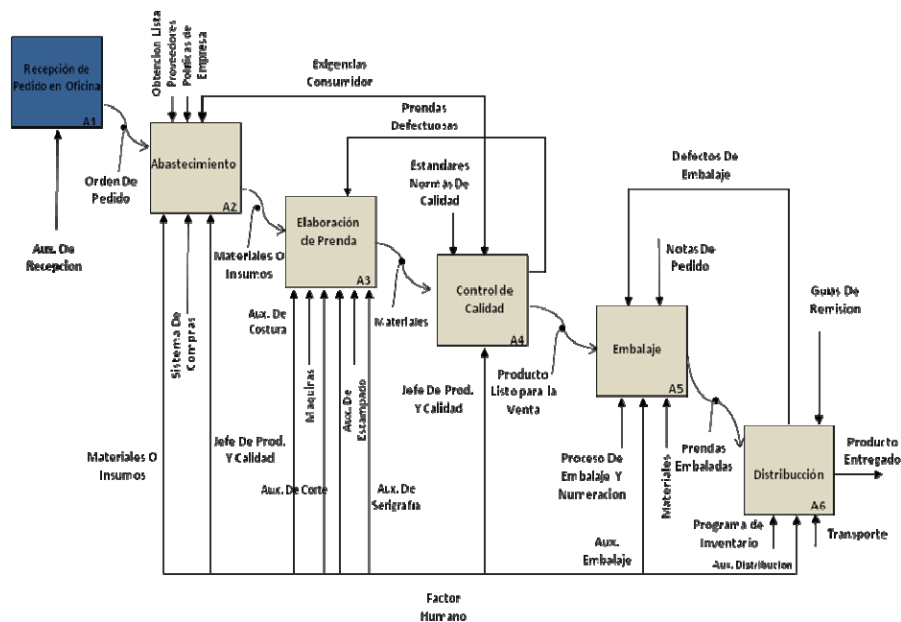 Recepción de
Pedido en Oficina
A1
Obtencion Lista
Proveedores
Politicas de
Empresa
Exigencias
Consumidor
Prendas
Defectuosas
Abastecimiento
A2
Orden De
Pedido
Estandares
Normas De
Calidad
Defectos De
Embalaje
Elaboración
de Prenda
A3
Materiales O
Insumos
Aux. De
Recepcion
Notas De
Pedido
Control de
Calidad
A4
Guias De
Remision
Aux. De
Costura
Materiales
Sistema De
Compras
Maquiras
Aux. De
Estampado
Embalaje
A5
Producto
Listo para la
Venta
Jefe De Prod.
Y Calidad
Jefe De Prod.
Y Calidad
Materiales O
Insumos
Proceso De
Embalaje Y
Numeracion
Materiales
Prendas
Embaladas
Producto
Entregado
Distribucción
A6
Aux. De Corte
Aux. De
Serigrafia
Programa de
Inventario
Transporte
Aux.
Embalaje
Aux. Distribucion
Factor
Humano